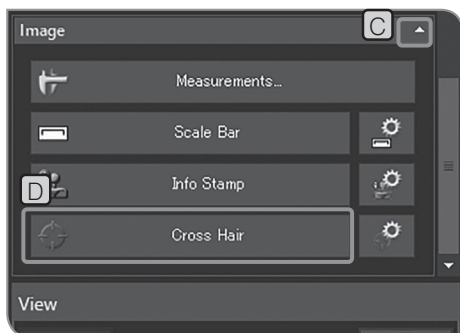 Image
C
Measurements...
Scale Bar
Info Stamp
D
Cross Hair
View